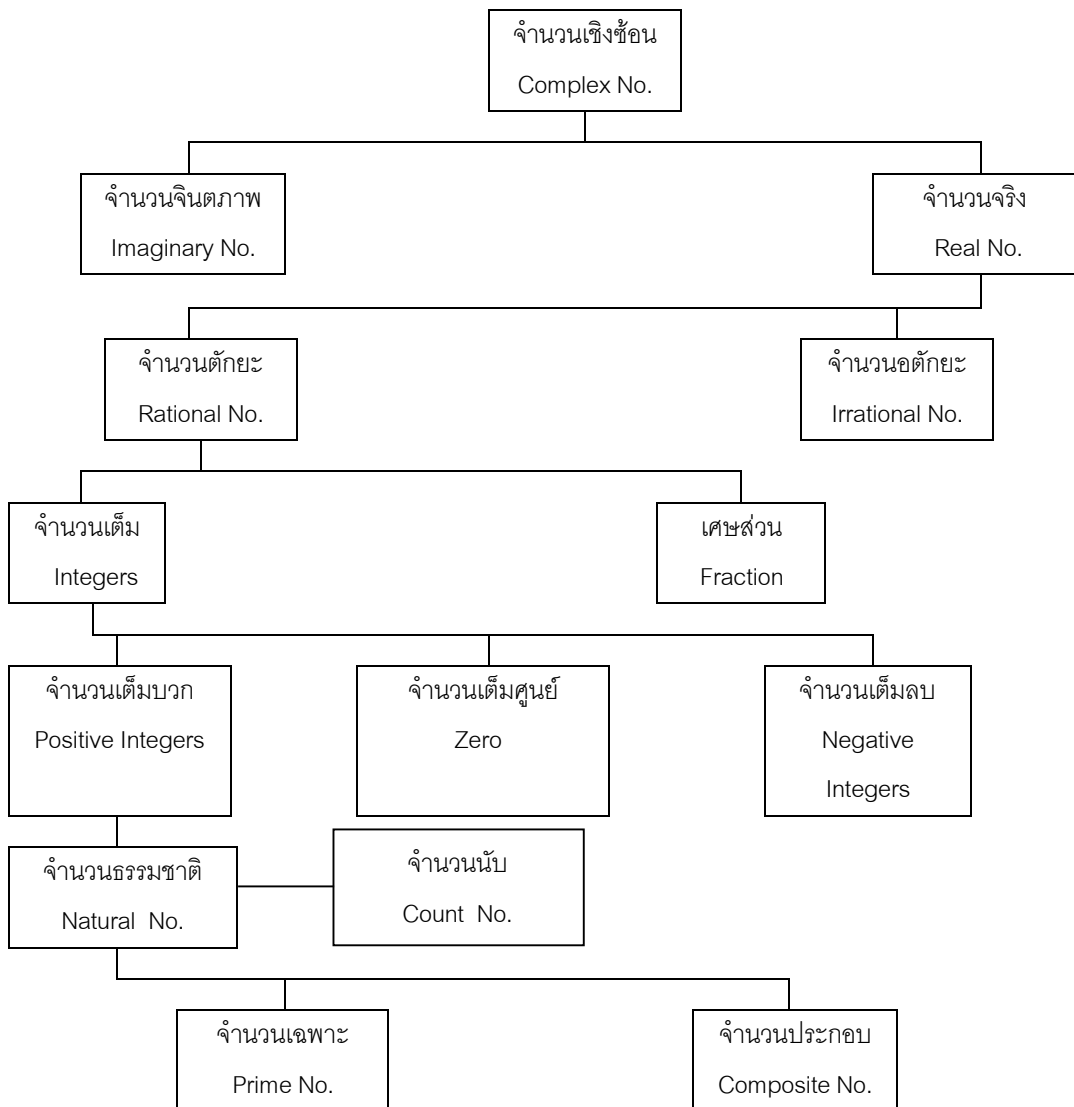 จำนวนเชิงซ้อน
Complex No.
จำนวนจินตภาพ
Imaginary No.
จำนวนจริง
Real No.
จำนวนตักยะ
Rational No.
จำนวนอตักยะ
Irrational No.
จำนวนเต็ม
Integers
เศษส่วน
Fraction
จำนวนเต็มบวก
Positive Integers
จำนวนเต็มศูนย์
Zero
จำนวนเต็มลบ
Negative
Integers
จำนวนธรรมชาติ
Natural No.
จำนวนนับ
Count No.
จำนวนเฉพาะ
Prime No.
จำนวนประกอบ
Composite No.